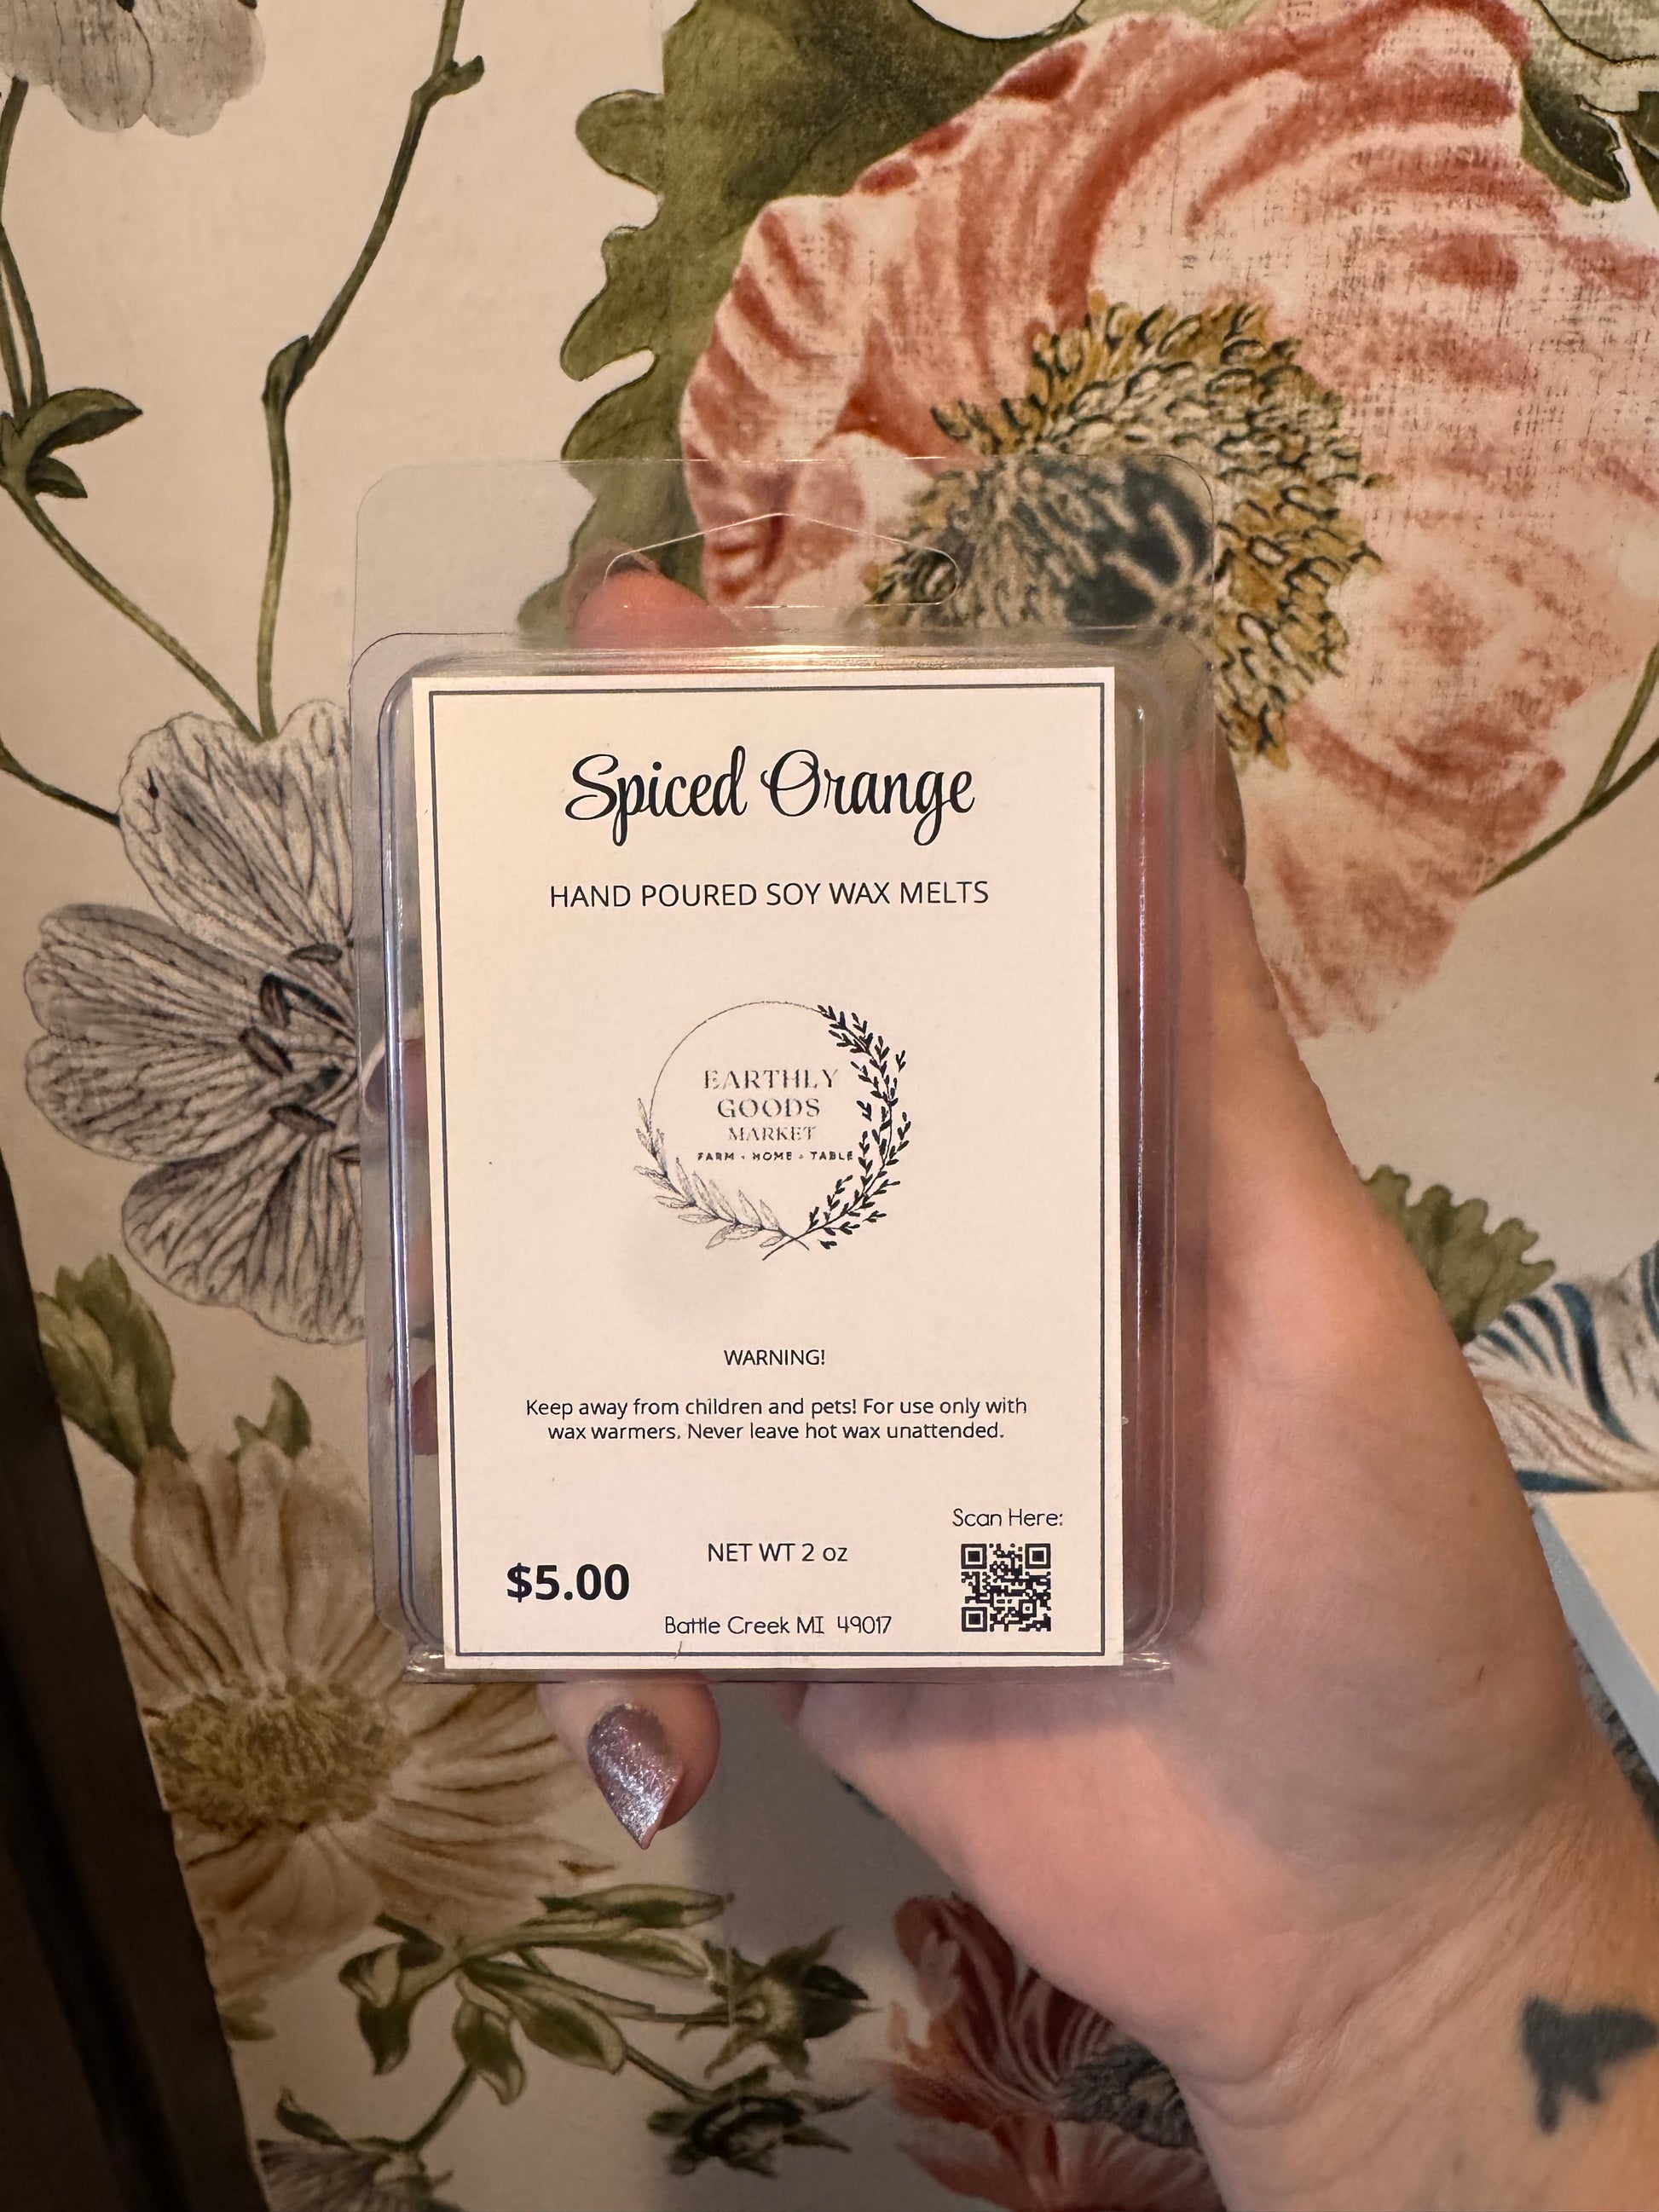 Spiced Orange
HAND POURED SOY WAX MELTS
EARTHLY
GOODS
MARKET
FARM • HOME • TABLE
WARNING!
Keep away from children and pets! For use only with
wax warmers. Never leave hot wax unattended.
Scan Here:
NET WT 2 oz
$5.00
Battle Creek MI 49017